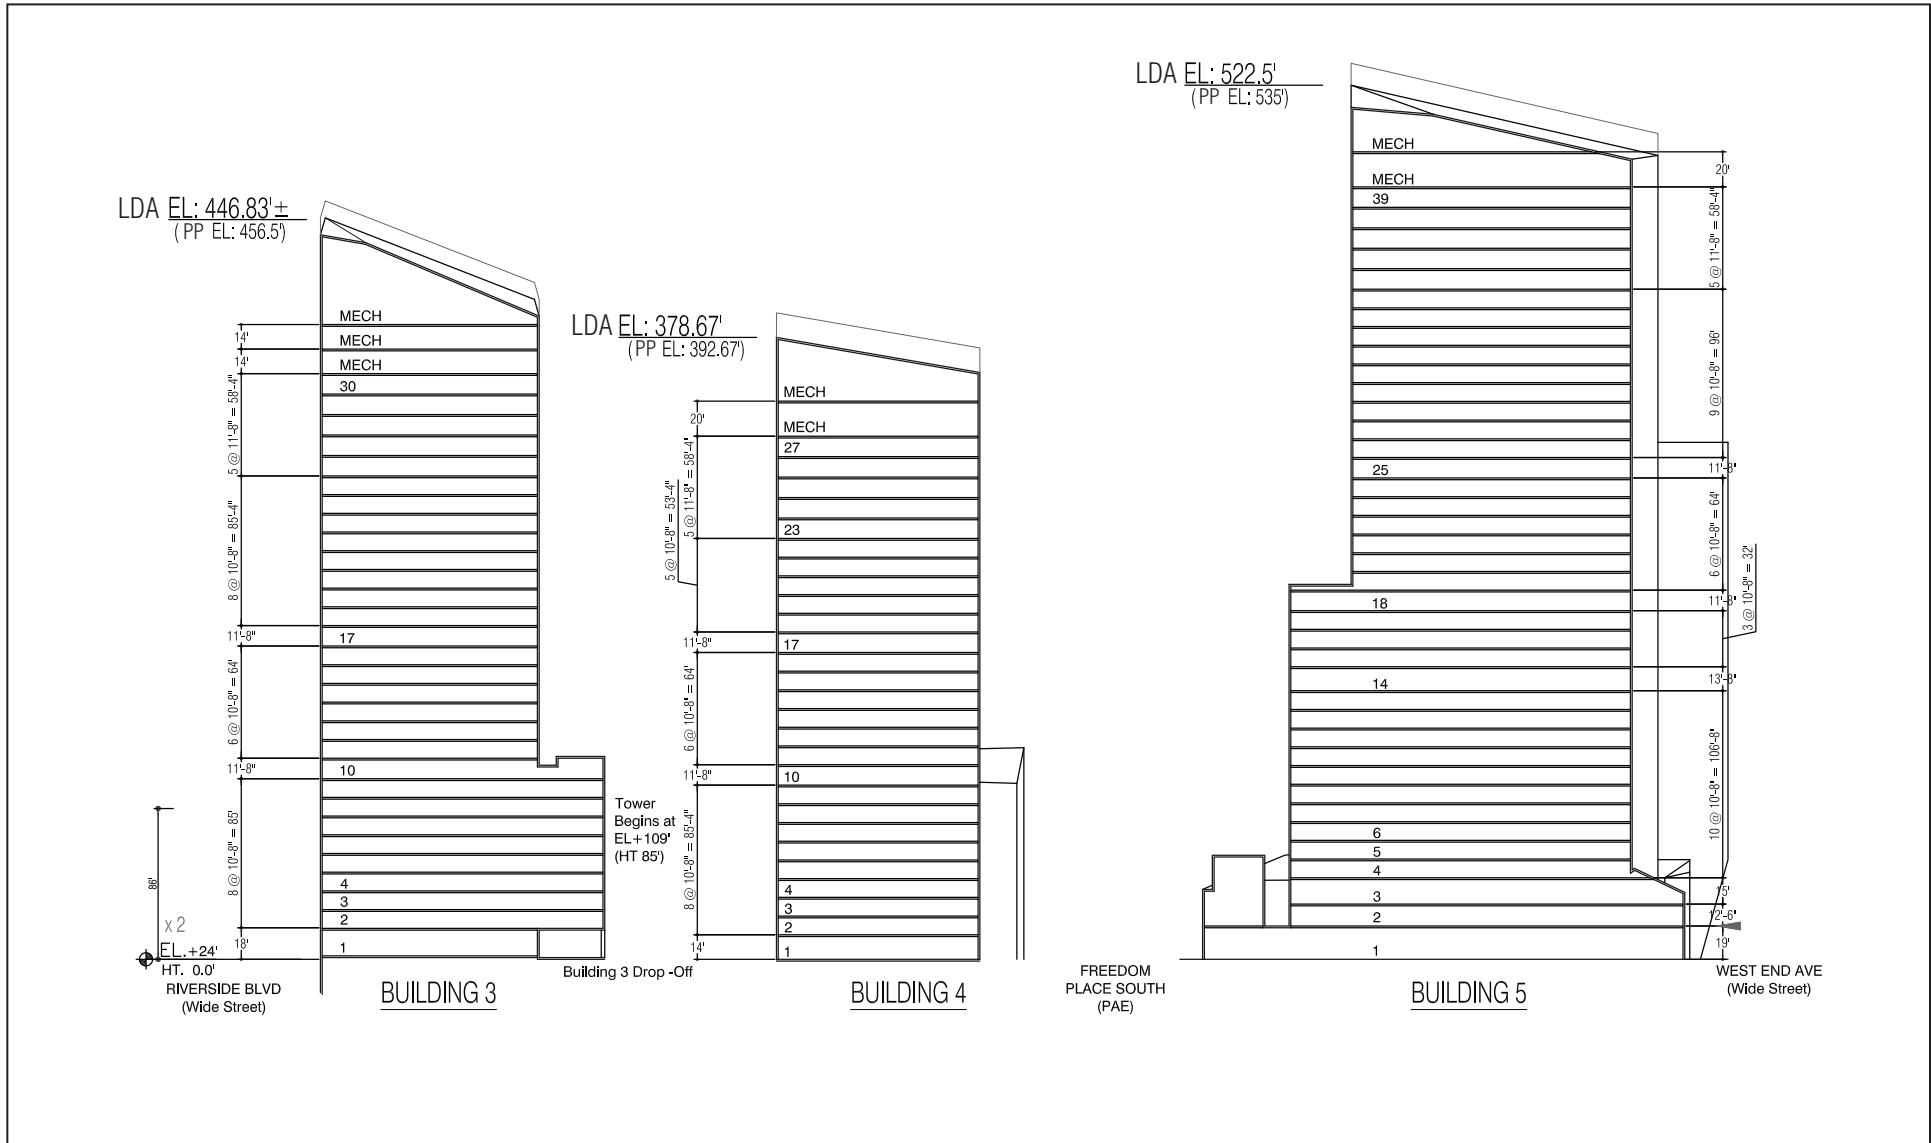 LDA EL: 446.83'±
(PP EL: 456.5')
MECH
MECH
MECH
30
17
10
4
3
2
1
14'
14'
5 @ 11'-8" = 58'-4"
8 @ 10'-8" = 85'-4"
11'-8"
6 @ 10'-8" = 64'
11'-8"
8 @ 10'-8" = 85'
18'
86'
x 2
EL.+24'
HT. 0.0'
RIVERSIDE BLVD
(Wide Street)
BUILDING 3
Tower
Begins at
EL+109'
(HT 85')
Building 3 Drop -Off
LDA EL: 378.67'
(PP EL: 392.67')
MECH
MECH
27
23
17
10
4
3
2
1
20'
5 @ 11'-8" = 58'-4"
5 @ 10'-8" = 53'-4"
11'-8"
6 @ 10'-8" = 64'
11'-8"
8 @ 10'-8" = 85'-4"
14'
BUILDING 4
LDA EL: 522.5'
(PP EL: 535')
MECH
MECH
39
25
18
14
6
5
4
3
2
1
20'
5 @ 11'-8" = 58'-4"
9 @ 10'-8" = 96'
11'-8"
6 @ 10'-8" = 64'
11'-8"
3 @ 10'-8" = 32'
13'-8"
10 @ 10'-8" = 106'-8"
15'
12'-6"
19'
FREEDOM
PLACE SOUTH
(PAE)
BUILDING 5
WEST END AVE
(Wide Street)